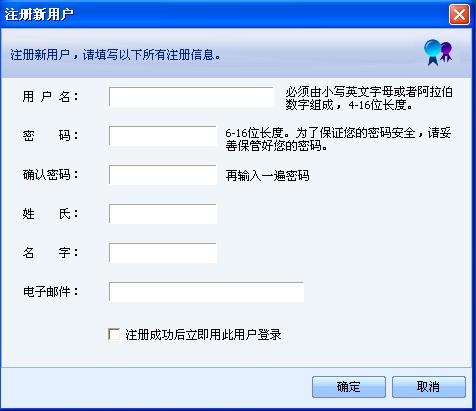 注册新用户
注册新用户，请填写以下所有注册信息。
用 户 名：
必须由小写英文字母或者阿拉伯
数字组成，4-16位长度。
密 码：
6-16位长度。为了保证您的密码安全，请妥
善保管好您的密码。
确认密码：
再输入一遍密码
姓 氏：
名 字：
电子邮件：
注册成功后立即用此用户登录
确定
取消